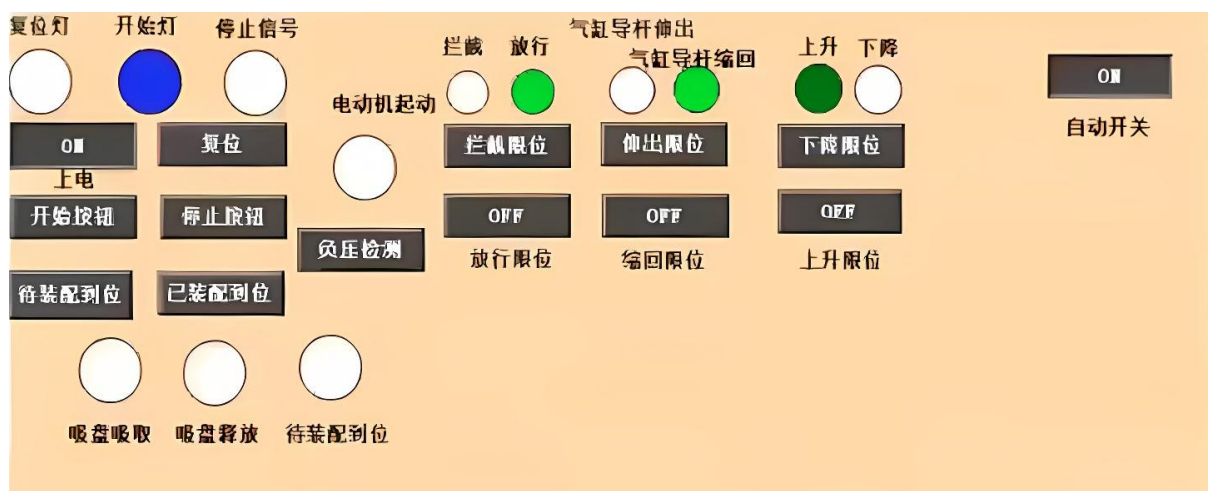 复位灯 开始灯 停止信号
气缸导杆伸出
拦截 放行
气缸导杆缩回
上升 下降
ON
自动开关
电动机起动
ON
上电
复位
拦截限位
伸出限位
下降限位
开始按钮
停止按钮
OFF
放行限位
OFF
缩回限位
OFF
上升限位
负压检测
待装配到位
已装配到位
吸盘吸取 吸盘释放 待装配到位